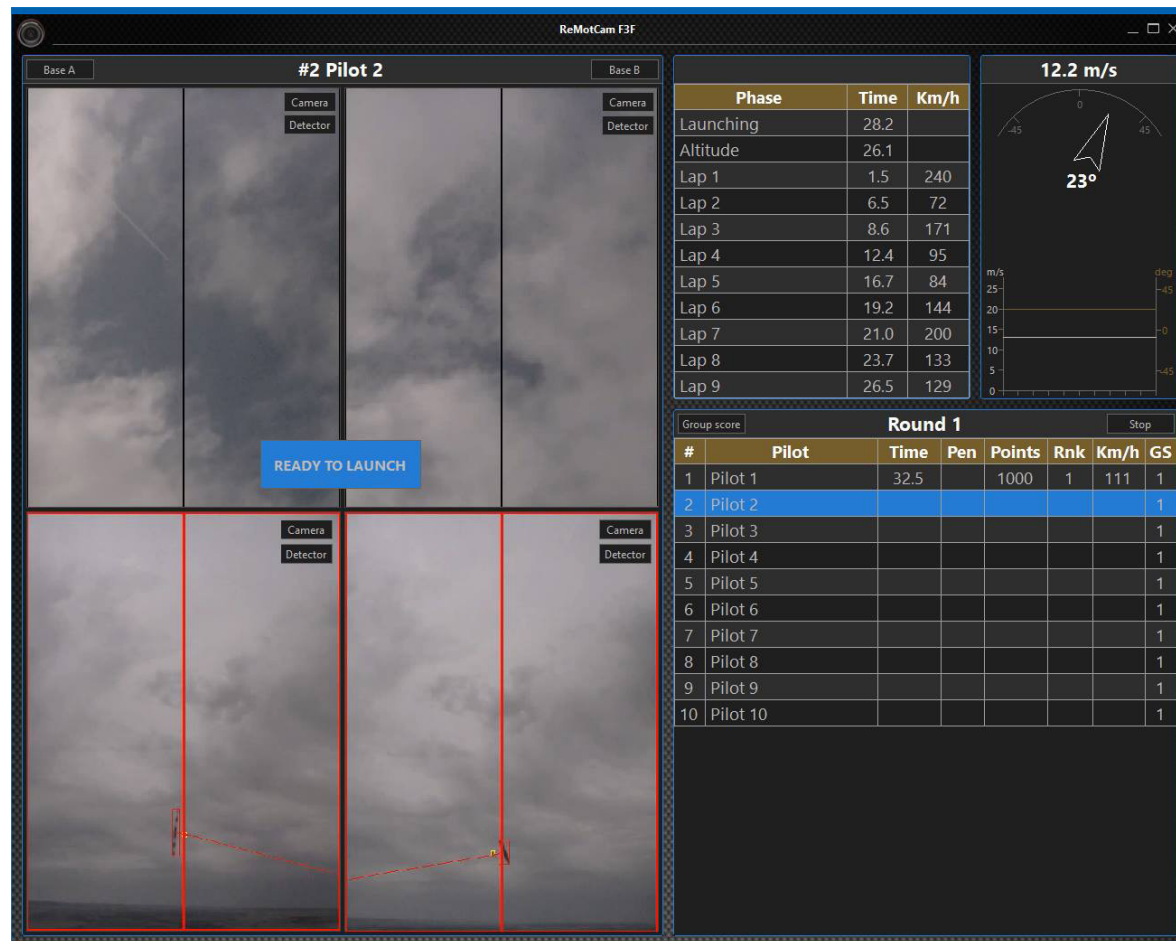 ReMotCam F3F
Base A #2 Pilot 2 Base B
Camera Camera
Detector Detector
READY TO LAUNCH
Camera Camera
Detector Detector
Phase Time Km/h
Launching 28.2
Altitude 26.1
Lap 1 1.5 240
Lap 2 6.5 72
Lap 3 8.6 171
Lap 4 12.4 95
Lap 5 16.7 84
Lap 6 19.2 144
Lap 7 21.0 200
Lap 8 23.7 133
Lap 9 26.5 129
12.2 m/s
0
-45 45
23º
m/s deg
25 -45
20
15 -0
10
5 -45
0
Group score Round 1 Stop
# Pilot Time Pen Points Rnk Km/h GS
1 Pilot 1 32.5 1000 1 111 1
2 Pilot 2 1
3 Pilot 3 1
4 Pilot 4 1
5 Pilot 5 1
6 Pilot 6 1
7 Pilot 7 1
8 Pilot 8 1
9 Pilot 9 1
10 Pilot 10 1